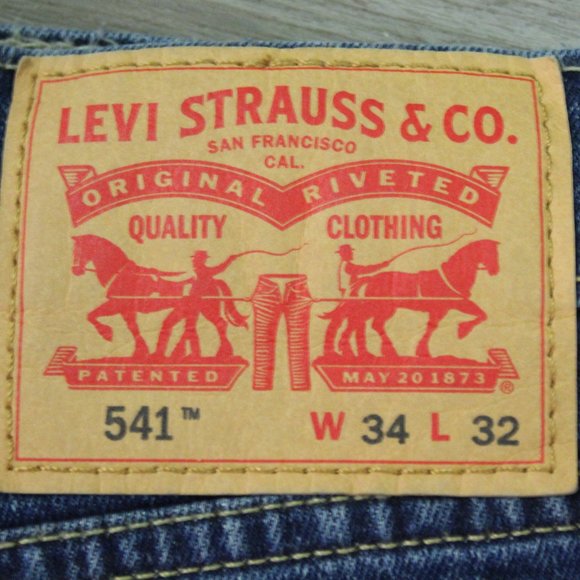 LEVI STRAUSS & CO.
SAN FRANCISCO
CAL.
ORIGINAL RIVETED
QUALITY CLOTHING
PATENTED MAY 20 1873 ®
541™ W 34 L 32